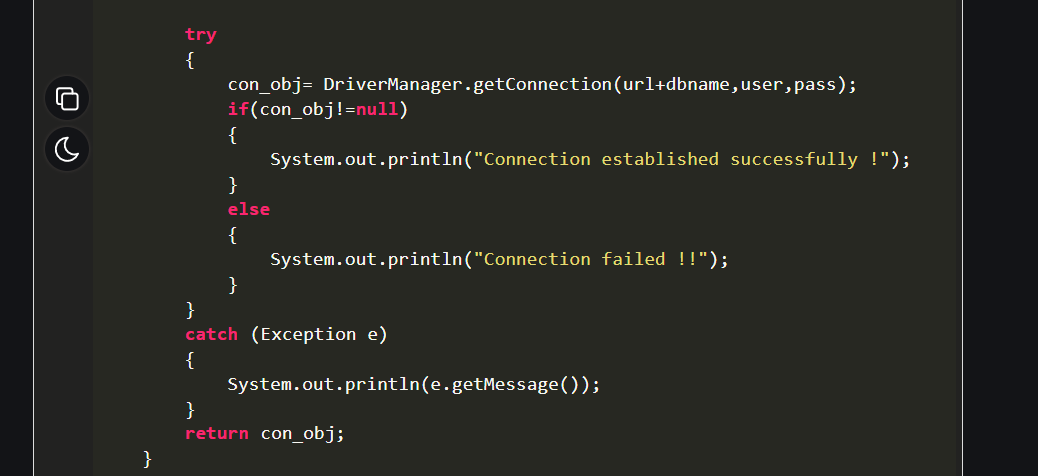 try
{
con_obj= DriverManager.getConnection(url+dbname,user,pass);
if(con_obj!=null)
{
System.out.println("Connection established successfully !");
}
else
{
System.out.println("Connection failed !!");
}
}
catch (Exception e)
{
System.out.println(e.getMessage());
}
return con_obj;
}